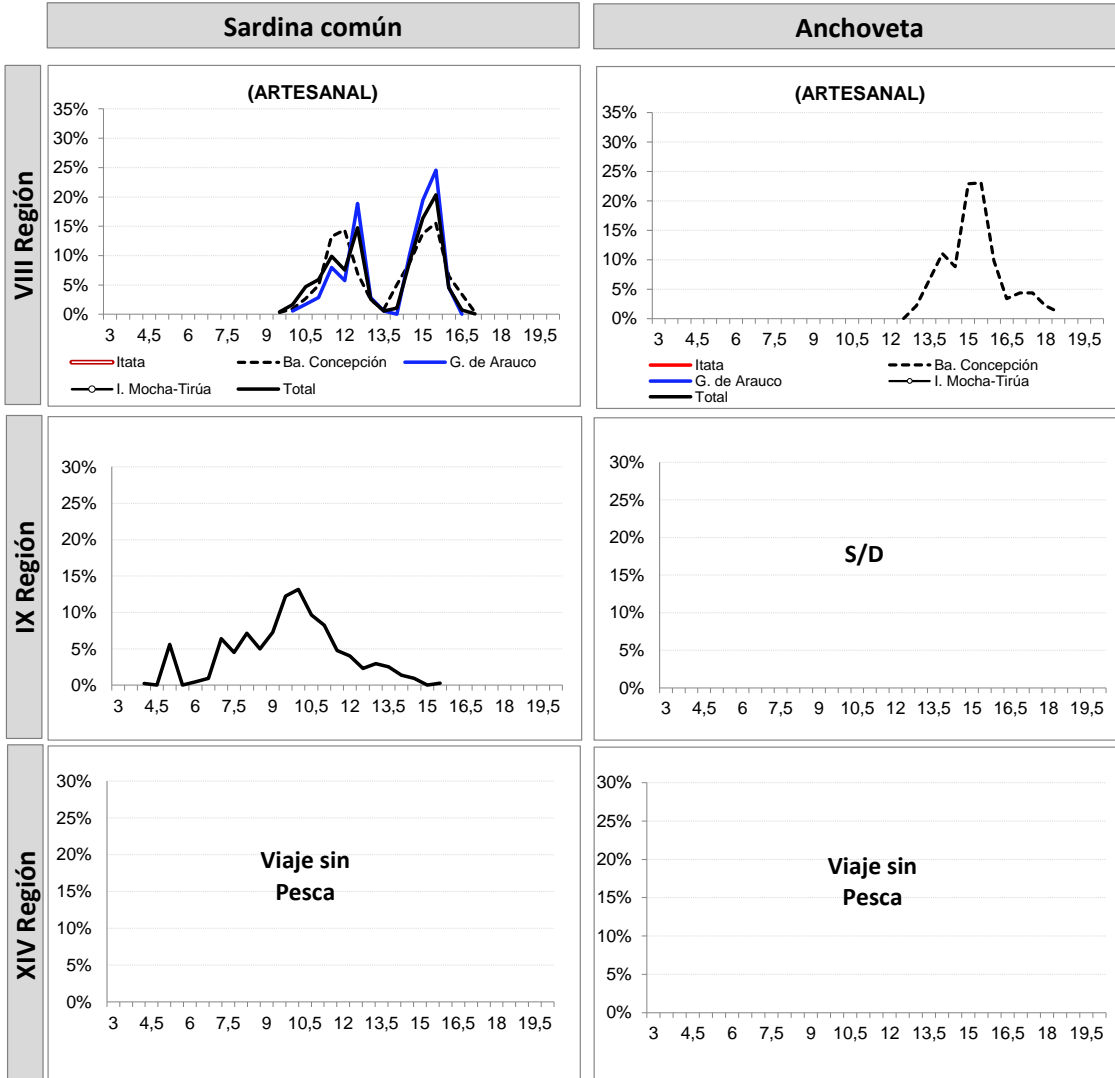 Sardina común
Anchoveta
VIII Región
(ARTESANAL)
35%
30%
25%
20%
15%
10%
5%
0%
3 4,5 6 7,5 9 10,5 12 13,5 15 16,5 18 19,5
Itata Ba. Concepción G. de Arauco
I. Mocha-Tirúa Total
(ARTESANAL)
35%
30%
25%
20%
15%
10%
5%
0%
3 4,5 6 7,5 9 10,5 12 13,5 15 16,5 18 19,5
Itata Ba. Concepción
G. de Arauco I. Mocha-Tirúa
Total
IX Región
30%
25%
20%
15%
10%
5%
0%
3 4,5 6 7,5 9 10,5 12 13,5 15 16,5 18 19,5
30%
25%
20%
15%
10%
5%
0%
S/D
3 4,5 6 7,5 9 10,5 12 13,5 15 16,5 18 19,5
XIV Región
30%
25%
20%
15%
10%
5%
0%
Viaje sin
Pesca
3 4,5 6 7,5 9 10,5 12 13,5 15 16,5 18 19,5
30%
25%
20%
15%
10%
5%
0%
Viaje sin
Pesca
3 4,5 6 7,5 9 10,5 12 13,5 15 16,5 18 19,5